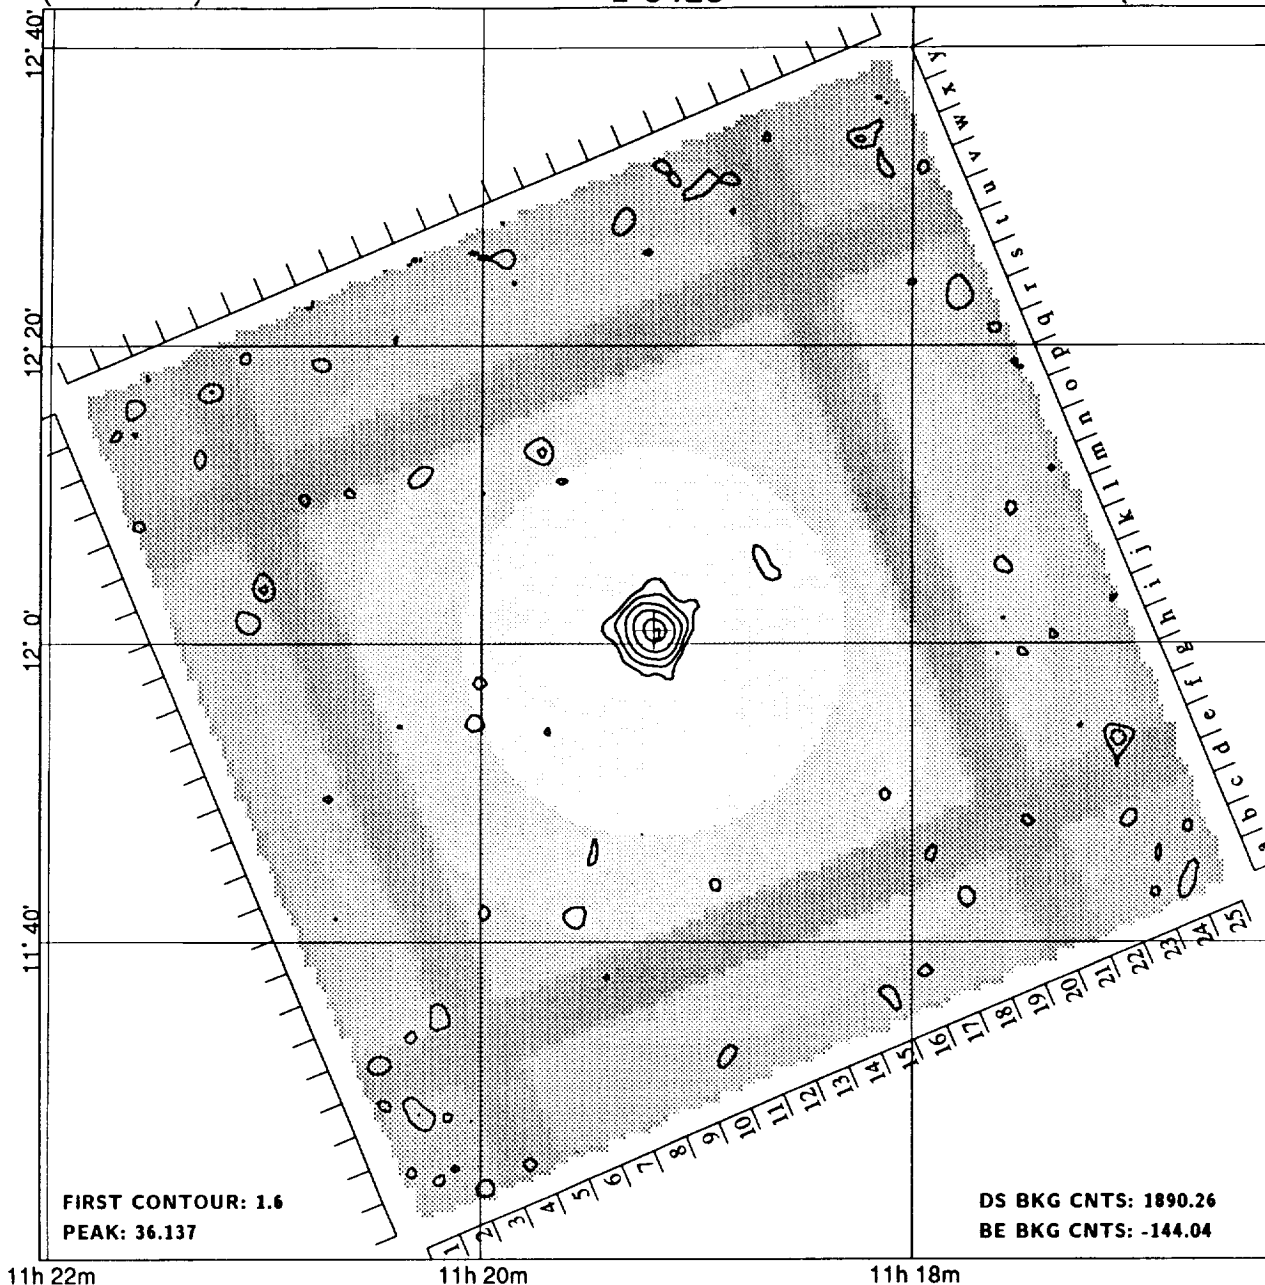 12° 40'
12° 20'
12° 0'
11° 40'
y x w v u t s r q p o n m l k j i h g f e d c b a
1 2 3 4 5 6 7 8 9 10 11 12 13 14 15 16 17 18 19 20 21 22 23 24 25
FIRST CONTOUR: 1.6
PEAK: 36.137
DS BKG CNTS: 1890.26
BE BKG CNTS: -144.04
11h 22m
11h 20m
11h 18m